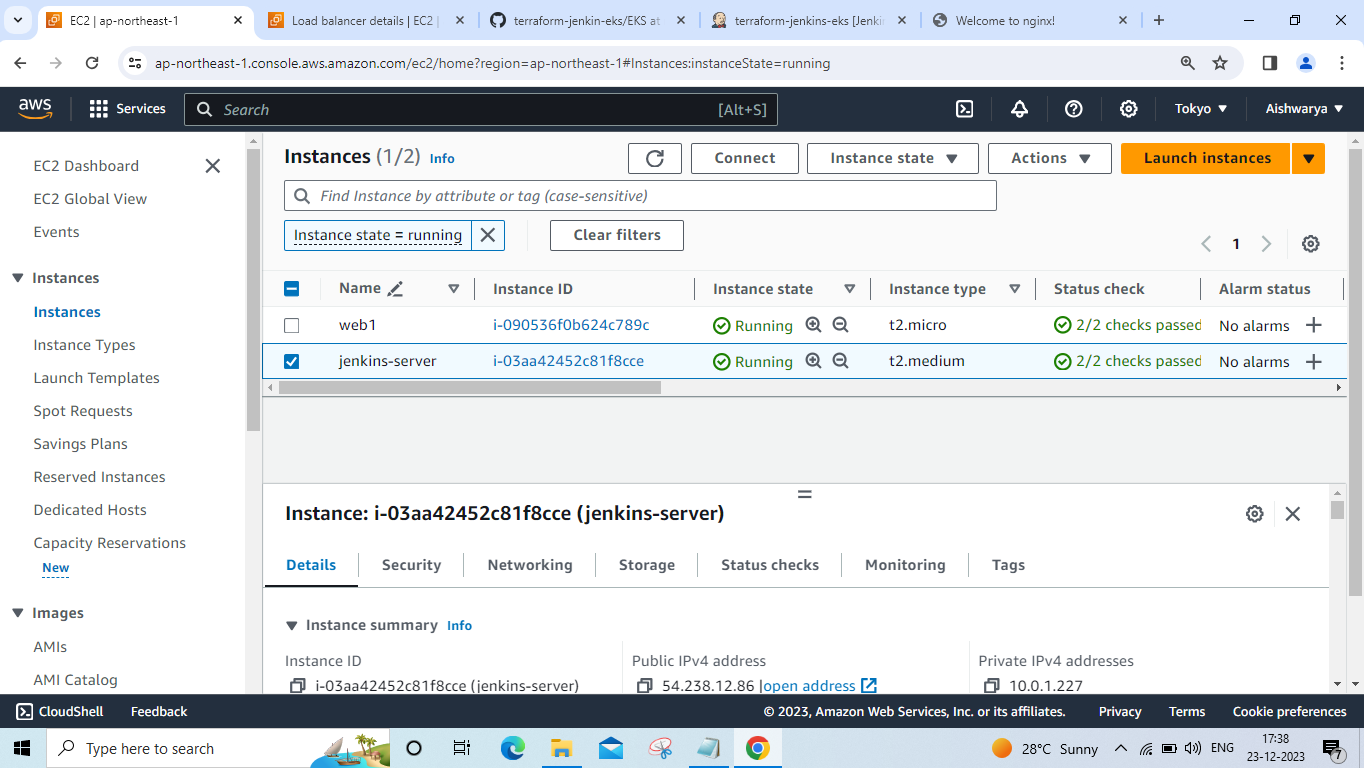 EC2 | ap-northeast-1
Load balancer details | EC2 |
terraform-jenkin-eks/EKS at
terraform-jenkins-eks [Jenki
Welcome to nginx!
ap-northeast-1.console.aws.amazon.com/ec2/home?region=ap-northeast-1#Instances:instanceState=running
aws
Services
Search
[Alt+S]
Tokyo
Aishwarya
EC2 Dashboard
EC2 Global View
Events
Instances
Instances
Instance Types
Launch Templates
Spot Requests
Savings Plans
Reserved Instances
Dedicated Hosts
Capacity Reservations
New
Images
AMIs
AMI Catalog
Instances (1/2) Info
Connect
Instance state
Actions
Launch instances
Find Instance by attribute or tag (case-sensitive)
Instance state = running
Clear filters
1
Name Instance ID Instance state Instance type Status check Alarm status
web1 i-090536f0b624c789c Running t2.micro 2/2 checks passed No alarms
jenkins-server i-03aa42452c81f8cce Running t2.medium 2/2 checks passed No alarms
Instance: i-03aa42452c81f8cce (jenkins-server)
Details Security Networking Storage Status checks Monitoring Tags
Instance summary Info
Instance ID Public IPv4 address Private IPv4 addresses
i-03aa42452c81f8cce (jenkins-server) 54.238.12.86 |open address 10.0.1.227
CloudShell Feedback © 2023, Amazon Web Services, Inc. or its affiliates. Privacy Terms Cookie preferences
Type here to search
28°C Sunny
ENG
17:38
23-12-2023
7